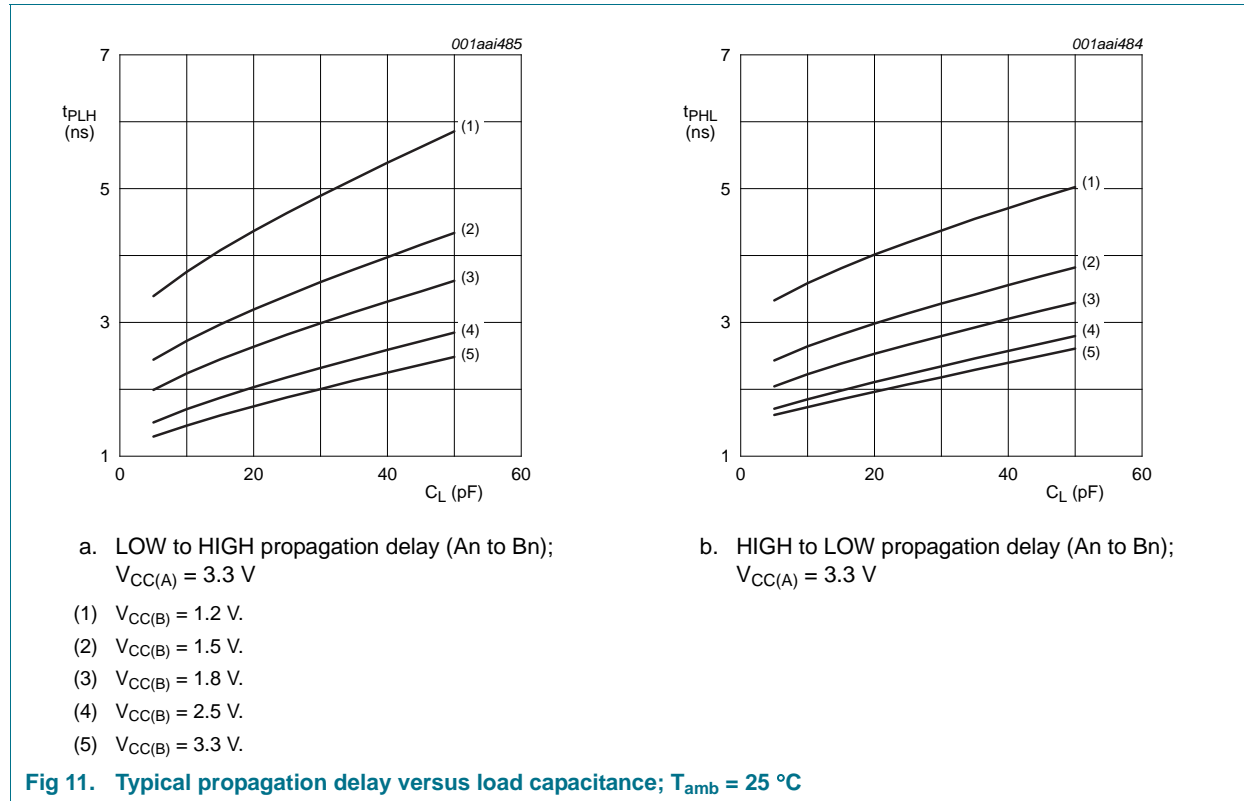 001aai485
7
tPLH
(ns)
5
3
1
0
20
40
60
CL (pF)
(1)
(2)
(3)
(4)
(5)
a. LOW to HIGH propagation delay (An to Bn);
VCC(A) = 3.3 V
001aai484
7
tPHL
(ns)
5
3
1
0
20
40
60
CL (pF)
(1)
(2)
(3)
(4)
(5)
b. HIGH to LOW propagation delay (An to Bn);
VCC(A) = 3.3 V
(1) VCC(B) = 1.2 V.
(2) VCC(B) = 1.5 V.
(3) VCC(B) = 1.8 V.
(4) VCC(B) = 2.5 V.
(5) VCC(B) = 3.3 V.
Fig 11. Typical propagation delay versus load capacitance; Tamb = 25 °C